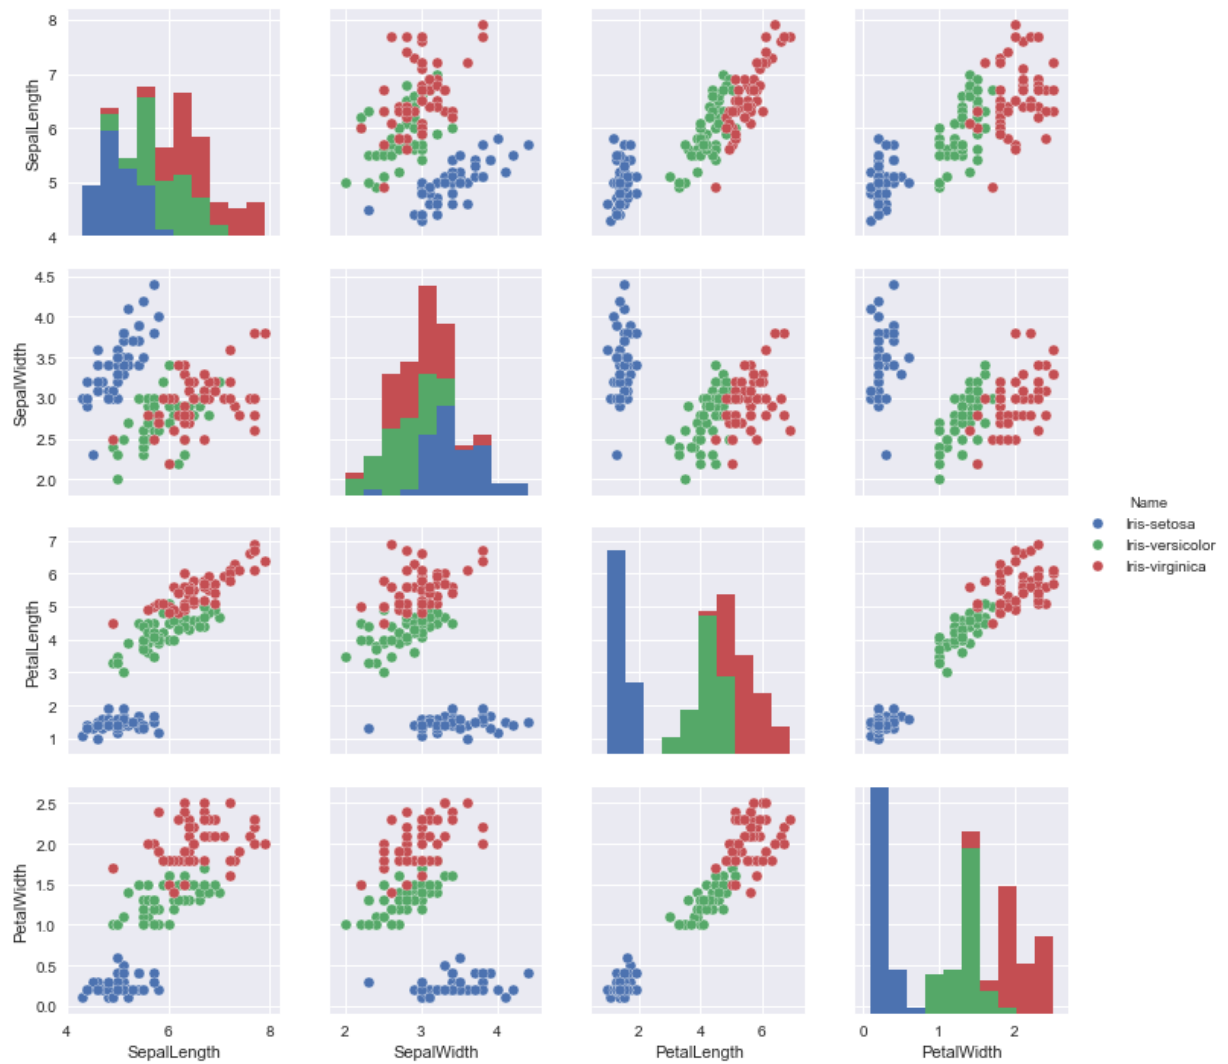 8
7
6
5
4
SepalLength
4.5
4.0
3.5
3.0
2.5
2.0
SepalWidth
Name
Iris-setosa
Iris-versicolor
Iris-virginica
7
6
5
4
3
2
1
PetalLength
2.5
2.0
1.5
1.0
0.5
0.0
PetalWidth
4 6 8 2 3 4 2 4 6 0 1 2
SepalLength SepalWidth PetalLength PetalWidth